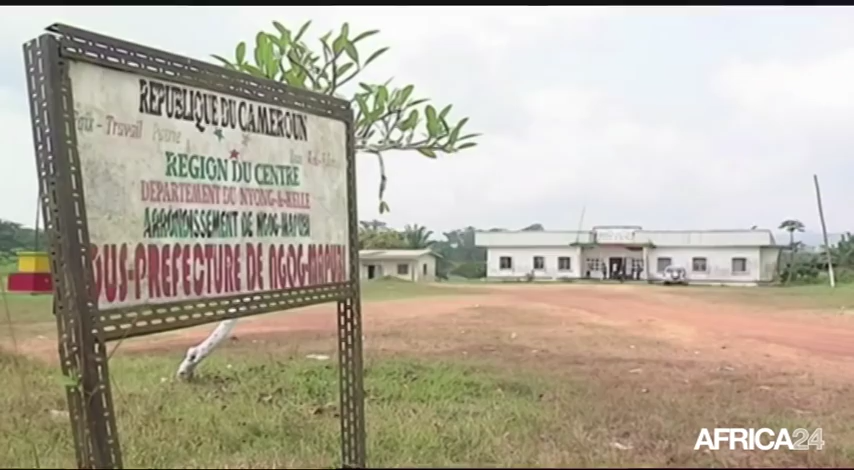 REPUBLIQUE DU CAMEROUN
Paix - Travail - Patrie
REGION DU CENTRE
DEPARTEMENT DU NYONG-&-KELLE
ARRONDISSEMENT DE NGOG-MAPUBI
SOUS-PREFECTURE DE NGOG-MAPUBI
AFRICA24